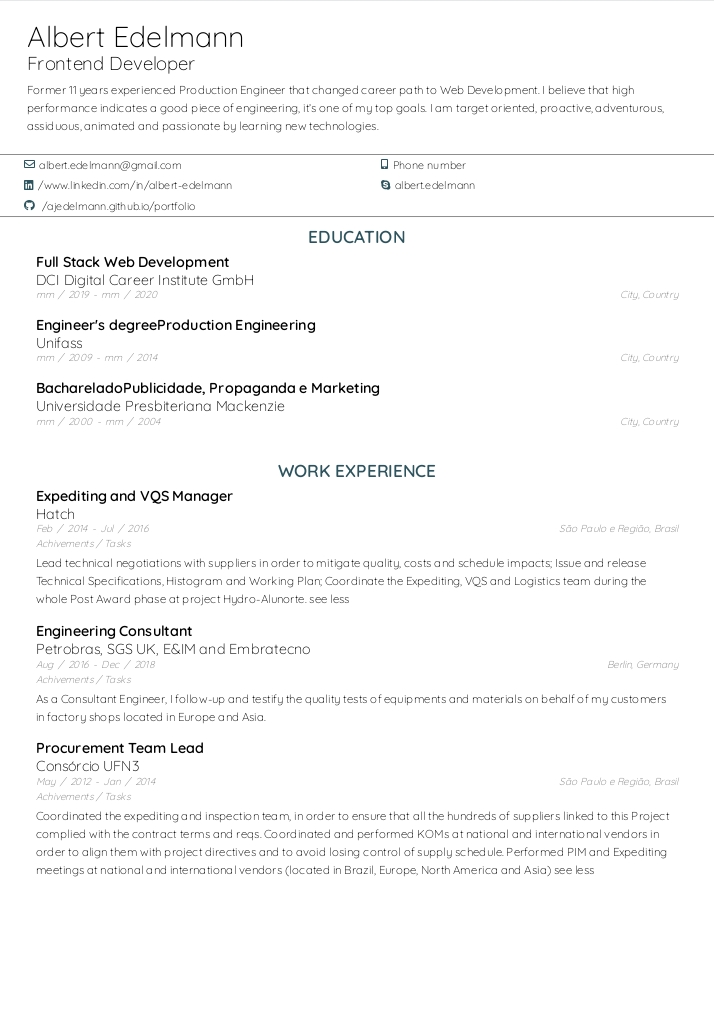 Albert Edelmann
Frontend Developer
Former 11 years experienced Production Engineer that changed career path to Web Development. I believe that high
performance indicates a good piece of engineering, it's one of my top goals. I am target oriented, proactive, adventurous,
assiduous, animated and passionate by learning new technologies.
albert.edelmann@gmail.com
Phone number
/www.linkedin.com/in/albert-edelmann
albert.edelmann
/ajedelmann.github.io/portfolio
EDUCATION
Full Stack Web Development
DCI Digital Career Institute GmbH
mm / 2019 - mm / 2020
City, Country
Engineer's degreeProduction Engineering
Unifass
mm / 2009 - mm / 2014
City, Country
BachareladoPublicidade, Propaganda e Marketing
Universidade Presbiteriana Mackenzie
mm / 2000 - mm / 2004
City, Country
WORK EXPERIENCE
Expediting and VQS Manager
Hatch
Feb / 2014 - Jul / 2016
São Paulo e Região, Brasil
Achivements / Tasks
Lead technical negotiations with suppliers in order to mitigate quality, costs and schedule impacts; Issue and release
Technical Specifications, Histogram and Working Plan; Coordinate the Expediting, VQS and Logistics team during the
whole Post Award phase at project Hydro-Alunorte. see less
Engineering Consultant
Petrobras, SGS UK, E&IM and Embratecno
Aug / 2016 - Dec / 2018
Berlin, Germany
Achivements / Tasks
As a Consultant Engineer, I follow-up and testify the quality tests of equipments and materials on behalf of my customers
in factory shops located in Europe and Asia.
Procurement Team Lead
Consórcio UFN3
May / 2012 - Jan / 2014
São Paulo e Região, Brasil
Achivements / Tasks
Coordinated the expediting and inspection team, in order to ensure that all the hundreds of suppliers linked to this Project
complied with the contract terms and reqs. Coordinated and performed KOMs at national and international vendors in
order to align them with project directives and to avoid losing control of supply schedule. Performed PIM and Expediting
meetings at national and international vendors (located in Brazil, Europe, North America and Asia) see less